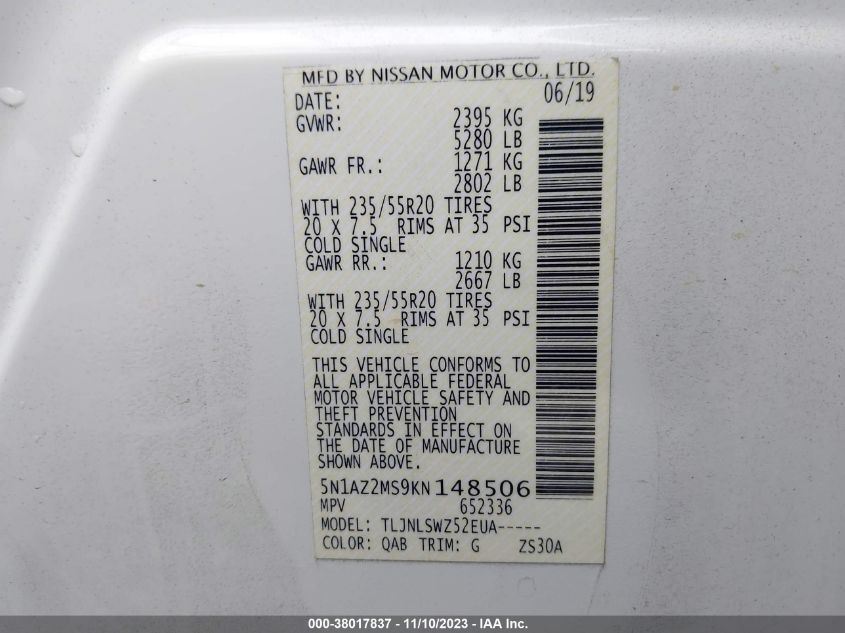 MFD BY NISSAN MOTOR CO., LTD.
DATE: 06/19
GVWR: 2395 KG
5280 LB
GAWR FR.: 1271 KG
2802 LB
WITH 235/55R20 TIRES
20 X 7.5 RIMS AT 35 PSI
COLD SINGLE
GAWR RR.: 1210 KG
2667 LB
WITH 235/55R20 TIRES
20 X 7.5 RIMS AT 35 PSI
COLD SINGLE
THIS VEHICLE CONFORMS TO
ALL APPLICABLE FEDERAL
MOTOR VEHICLE SAFETY AND
THEFT PREVENTION
STANDARDS IN EFFECT ON
THE DATE OF MANUFACTURE
SHOWN ABOVE.
5N1AZ2MS9KN148506
MPV 652336
MODEL: TLJNLSWZ52EUA-----
COLOR: QAB TRIM: G ZS30A
000-38017837 - 11/10/2023 - IAA Inc.